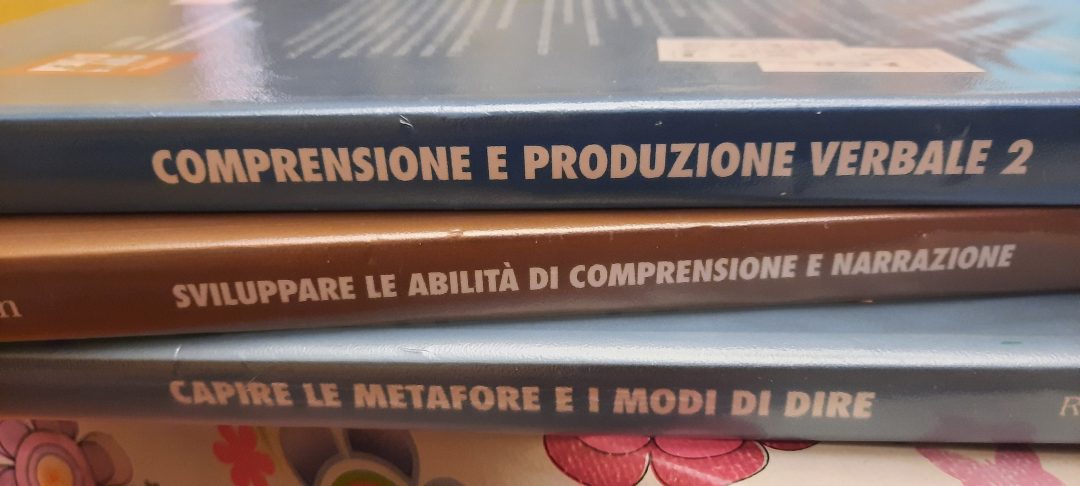 COMPRENSIONE E PRODUZIONE VERBALE 2
SVILUPPARE LE ABILITÀ DI COMPRENSIONE E NARRAZIONE
CAPIRE LE METAFORE E I MODI DI DIRE